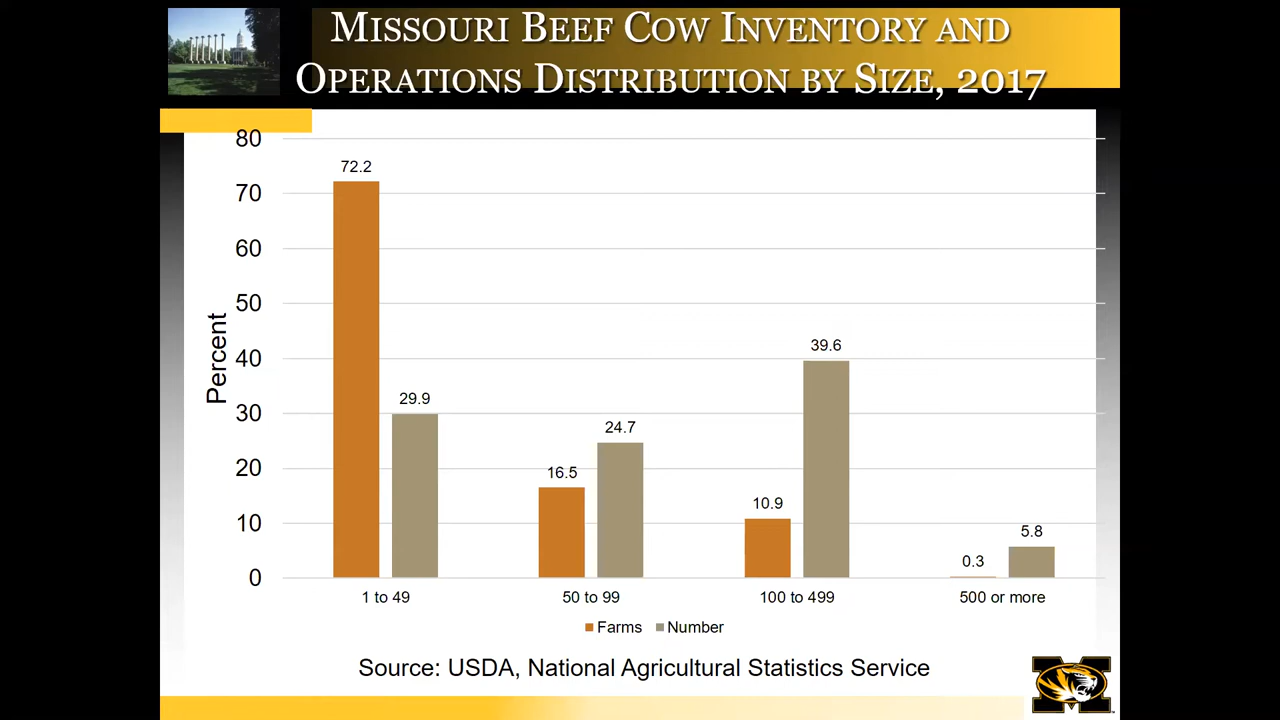 MISSOURI BEEF COW INVENTORY AND
OPERATIONS DISTRIBUTION BY SIZE, 2017
Percent
80
70
60
50
40
30
20
10
0
72.2
29.9
16.5
24.7
10.9
39.6
0.3
5.8
1 to 49
50 to 99
100 to 499
500 or more
Farms Number
Source: USDA, National Agricultural Statistics Service